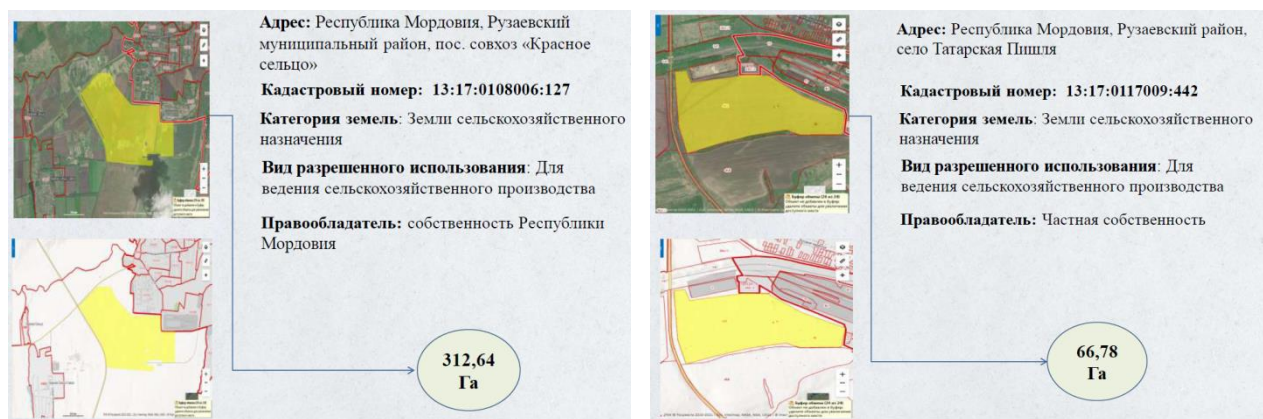 Адрес: Республика Мордовия, Рузаевский
муниципальный район, пос. совхоз «Красное
сельцо»
Кадастровый номер: 13:17:0108006:127
Категория земель: Земли сельскохозяйственного
назначения
Вид разрешенного использования: Для
ведения сельскохозяйственного производства
Правообладатель: собственность Республики
Мордовия
312,64
Га
Адрес: Республика Мордовия, Рузаевский район,
село Татарская Пишля
Кадастровый номер: 13:17:0117009:442
Категория земель: Земли сельскохозяйственного
назначения
Вид разрешенного использования: Для
ведения сельскохозяйственного производства
Правообладатель: Частная собственность
66,78
Га